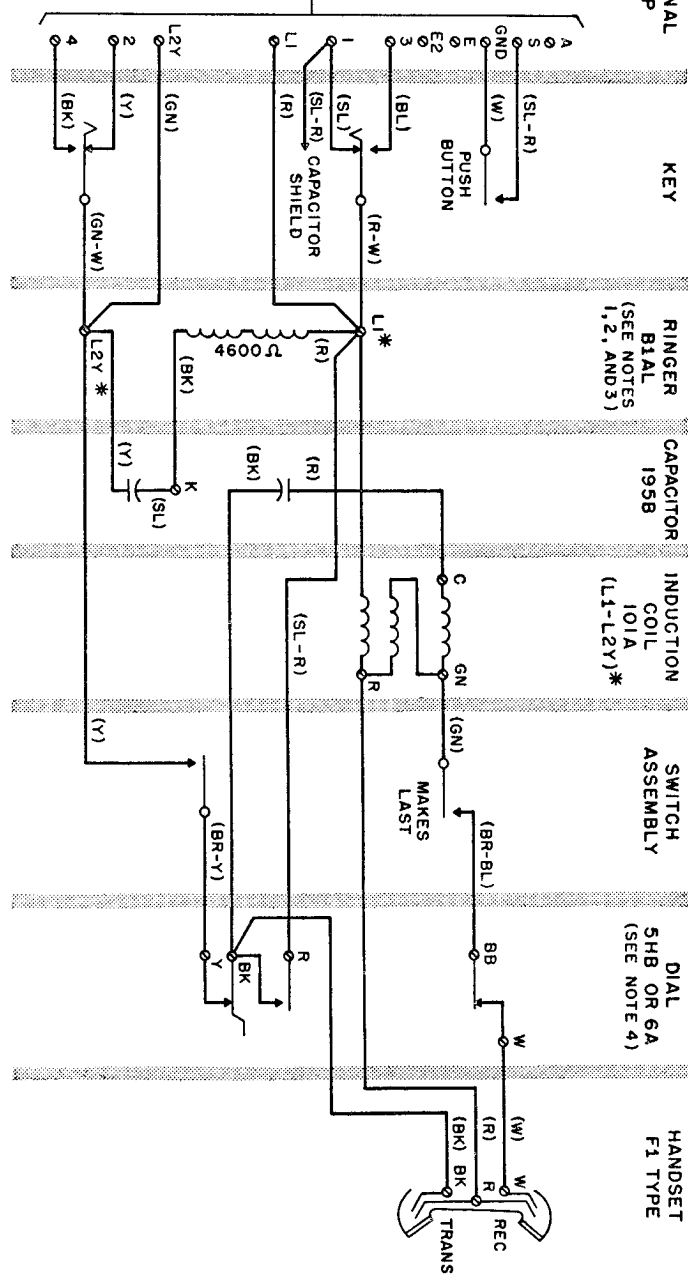 NAL
P
KEY
RINGER
B1AL
(SEE NOTES
1, 2, AND 3)
CAPACITOR
195B
INDUCTION
COIL
101A
(L1-L2Y)*
SWITCH
ASSEMBLY
DIAL
5HB OR 6A
(SEE NOTE 4)
HANDSET
F1 TYPE
A
S
GND
E
E2
3
1
L1
L2Y
2
4
(SL-R)
(W)
PUSH
BUTTON
(BL)
(SL)
(SL-R)
CAPACITOR
SHIELD
(R)
(GN)
(Y)
(BK)
(R-W)
(GN-W)
L1*
(R)
4600Ω
(BK)
L2Y*
(R)
(BK)
K
(SL)
(Y)
C
GN
R
(SL-R)
(GN)
MAKES
LAST
(BR-BL)
(Y)
(BR-Y)
BB
W
R
BK
Y
(W)
W
(R)
R
(BK)
BK
REC
TRANS